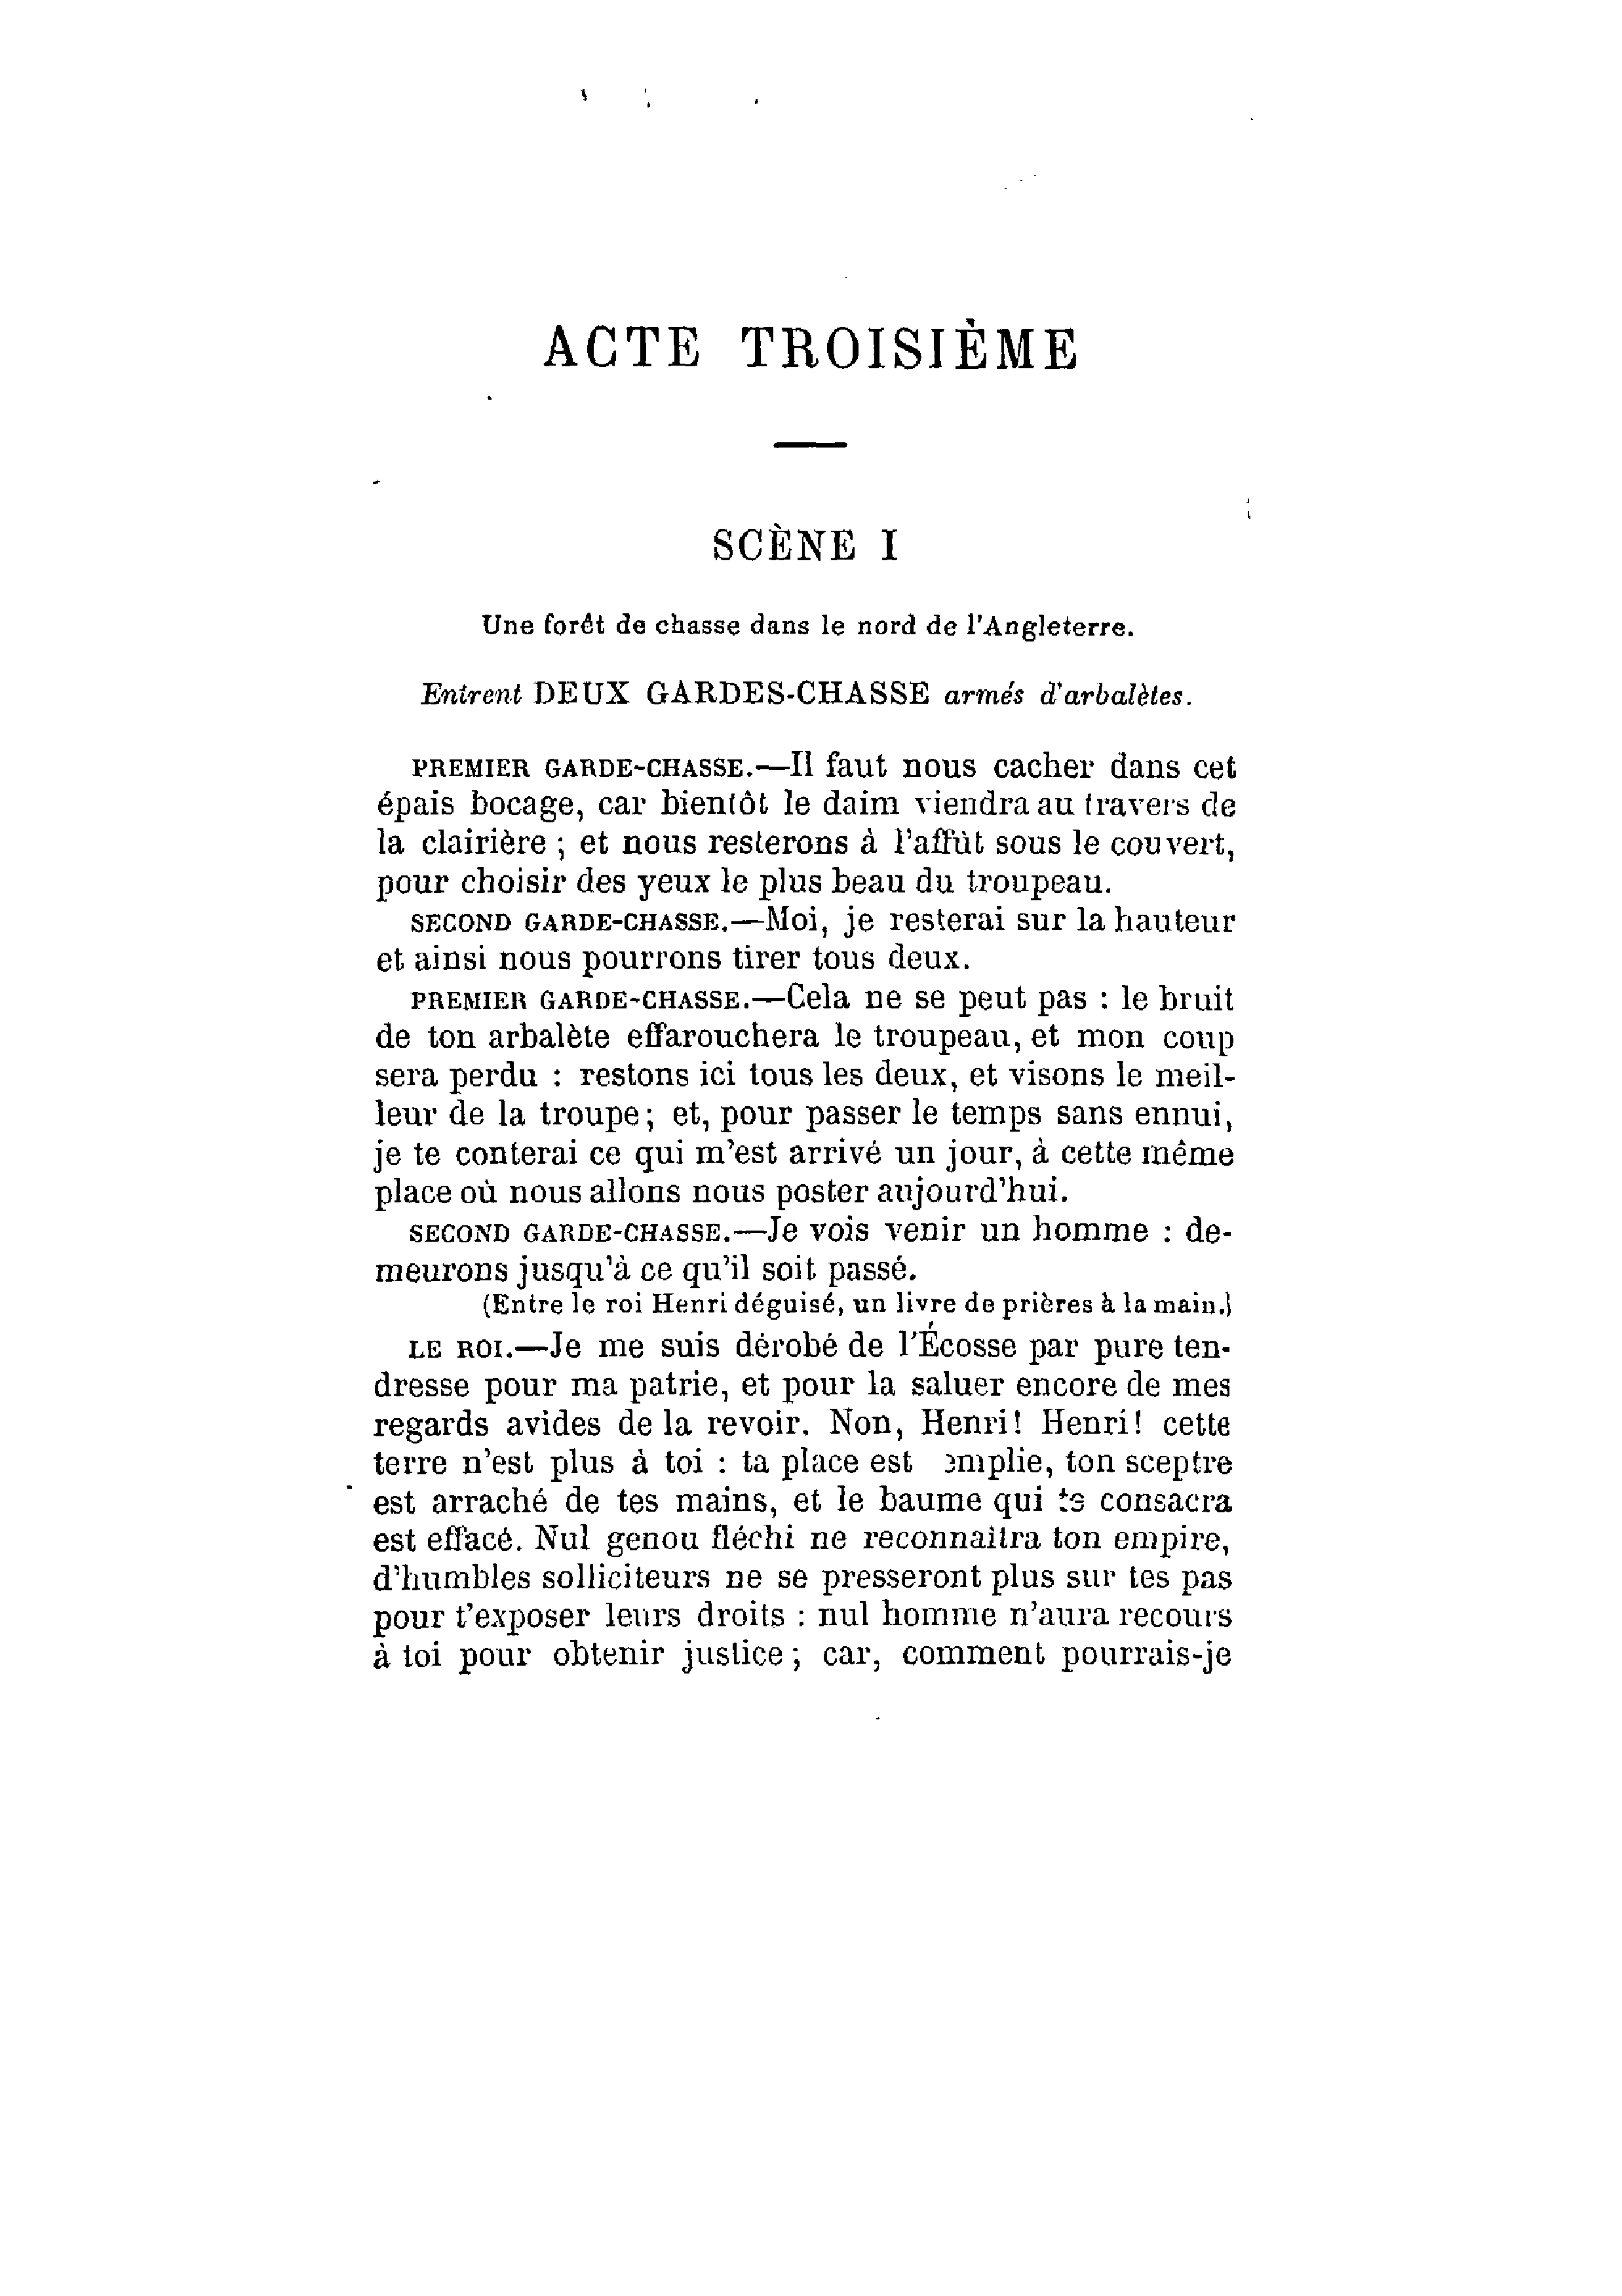 ACTE TROISIÈME
SCÈNE I
Une forêt de chasse dans le nord de l'Angleterre.
Entrent DEUX GARDES-CHASSE armés d'arbalètes.
PREMIER GARDE-CHASSE.—Il faut nous cacher dans cet
épais bocage, car bientôt le daim viendra au travers de
la clairière ; et nous resterons à l'affût sous le couvert,
pour choisir des yeux le plus beau du troupeau.
SECOND GARDE-CHASSE.—Moi, je resterai sur la hauteur
et ainsi nous pourrons tirer tous deux.
PREMIER GARDE-CHASSE.—Cela ne se peut pas : le bruit
de ton arbalète effarouchera le troupeau, et mon coup
sera perdu : restons ici tous les deux, et visons le meil-
leur de la troupe; et, pour passer le temps sans ennui,
je te conterai ce qui m'est arrivé un jour, à cette même
place où nous allons nous poster aujourd'hui.
SECOND GARDE-CHASSE.—Je vois venir un homme : de-
meurons jusqu'à ce qu'il soit passé.
(Entre le roi Henri déguisé, un livre de prières à la main.)
LE ROI.—Je me suis dérobé de l'Écosse par pure ten-
dresse pour ma patrie, et pour la saluer encore de mes
regards avides de la revoir. Non, Henri! Henri! cette
terre n'est plus à toi : ta place est emplie, ton sceptre
est arraché de tes mains, et le baume qui te consacra
est effacé. Nul genou fléchi ne reconnaîtra ton empire,
d'humbles solliciteurs ne se presseront plus sur tes pas
pour t'exposer leurs droits : nul homme n'aura recours
à toi pour obtenir justice ; car, comment pourrais-je